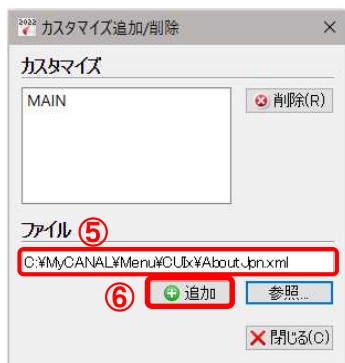 2022 カスタマイズ追加/削除
カスタマイズ
MAIN
削除(R)
ファイル ⑤
C:¥MyCANAL¥Menu¥CUIx¥AboutJpn.xml
⑥ 追加 参照...
閉じる(C)